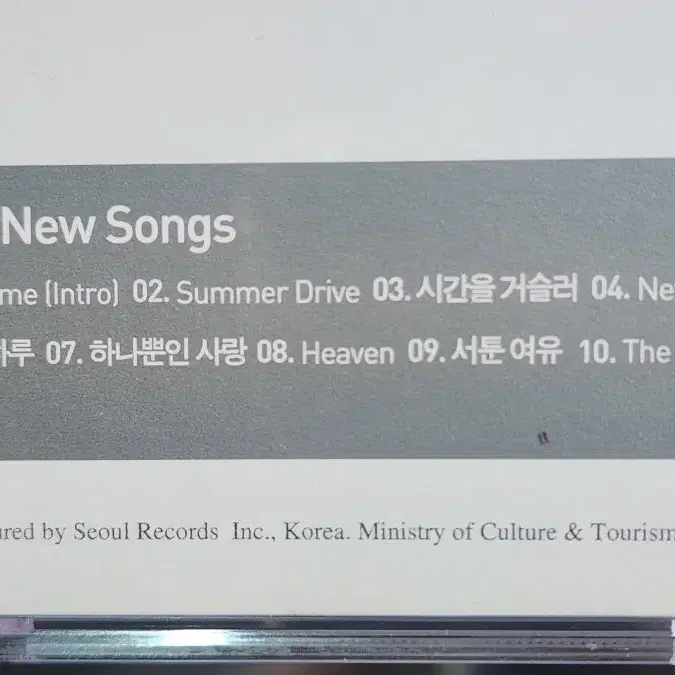 New Songs
me (Intro) 02. Summer Drive 03. 시간을 거슬러 04. Ne
루 07. 하나뿐인 사랑 08. Heaven 09. 서툰 여유 10. The
ured by Seoul Records Inc., Korea. Ministry of Culture & Tourism